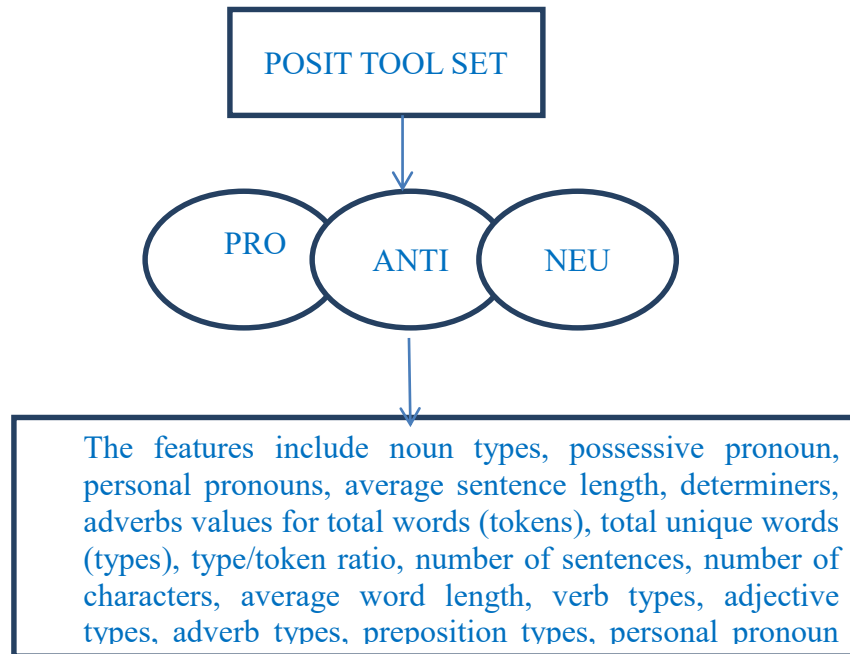 POSIT TOOL SET
PRO
ANTI
NEU
The features include noun types, possessive pronoun,
personal pronouns, average sentence length, determiners,
adverbs values for total words (tokens), total unique words
(types), type/token ratio, number of sentences, number of
characters, average word length, verb types, adjective
types, adverb types, preposition types, personal pronoun